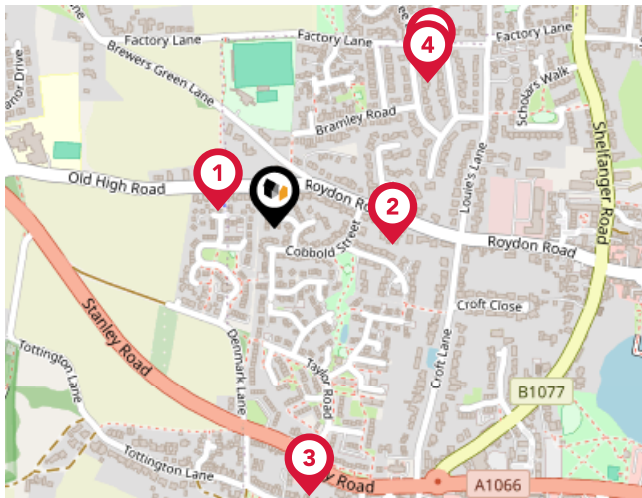 Factory Lane
Factory Lane
4
Brewers Green Lane
Scholars Walk
Bramley Road
Shelfanger Road
1
Old High Road
Roydon
2
Louie's Lane
Roydon Road
Cobbold Street
Stanley Road
Croft Close
Tottington Lane
Denmark Lane
Taylor Road
Croft Lane
B1077
Tottington Lane
3
Road
A1066